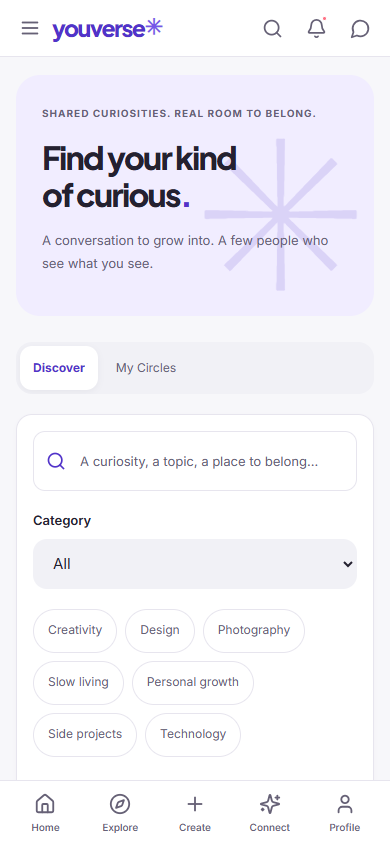 youverse
SHARED CURIOSITIES. REAL ROOM TO BELONG.
Find your kind
of curious.
A conversation to grow into. A few people who
see what you see.
Discover My Circles
A curiosity, a topic, a place to belong...
Category
All
Creativity Design Photography
Slow living Personal growth
Side projects Technology
Home Explore Create Connect Profile